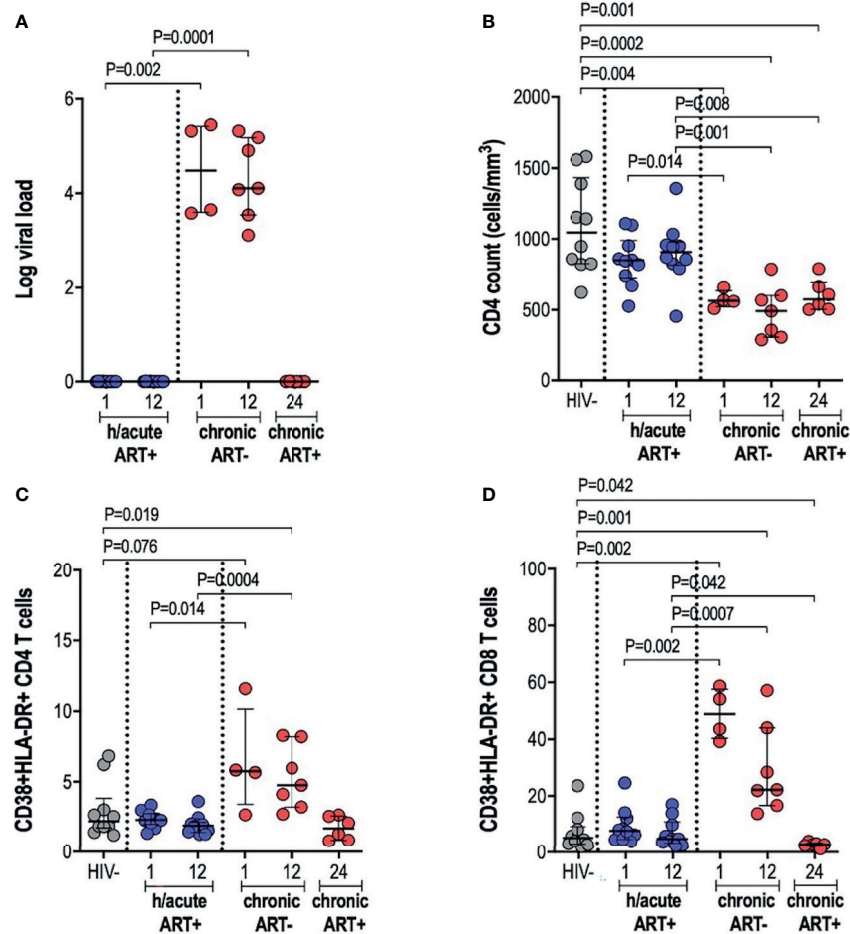 A
P=0.0001
P=0.002
Log viral load
6
4
2
0
1 12 1 12 24
h/acute chronic chronic
ART+ ART- ART+
B
P=0.001
P=0.0002
P=0.004
P=0.008
P=0.001
P=0.014
CD4 count (cells/mm³)
2000
1500
1000
500
0
HIV- 1 12 1 12 24
h/acute chronic chronic
ART+ ART- ART+
C
P=0.019
P=0.076
P=0.0004
P=0.014
CD38+HLA-DR+ CD4 T cells
20
15
10
5
0
HIV- 1 12 1 12 24
h/acute chronic chronic
ART+ ART- ART+
D
P=0.042
P=0.001
P=0.002
P=0.042
P=0.0007
P=0.002
CD38+HLA-DR+ CD8 T cells
100
80
60
40
20
0
HIV- 1 12 1 12 24
h/acute chronic chronic
ART+ ART- ART+